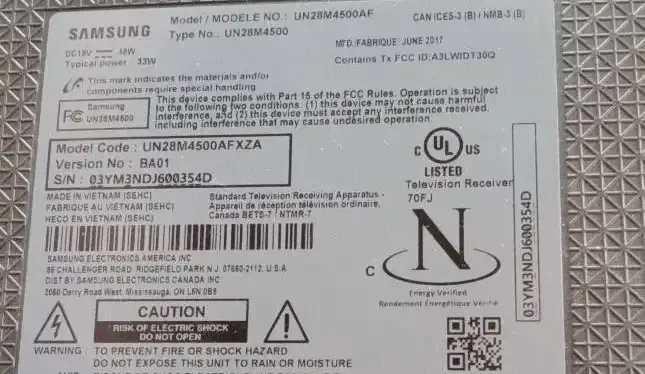 SAMSUNG
Model / MODELE NO.: UN28M4500AF
CAN ICES-3 (B) / NMB-3 (B)
Type No.: UN28M4500
DC19V 48W
Typical power : 33W
MFD./FABRIQUE: JUNE 2017
Contains Tx FCC ID:A3LWIDT30Q
This mark indicates the materials and/or
components require special handling
FC Samsung
UN28M4500
This device complies with Part 15 of the FCC Rules. Operation is subject
to the following two conditions: (1) this device may not cause harmful
interference, and (2) this device must accept any interference received,
including interference that may cause undesired operation.
Model Code : UN28M4500AFXZA
Version No : BA01
S/N : 03YM3NDJ600354D
C UL US
LISTED
Television Receiver
70FJ
MADE IN VIETNAM (SEHC)
FABRIQUE AU VIETNAM (SEHC)
HECO EN VIETNAM (SEHC)
Standard Television Receiving Apparatus -
Appareil de réception télévision ordinaire,
Canada BETS-7 / NTMR-7
SAMSUNG ELECTRONICS AMERICA INC
85 CHALLENGER ROAD RIDGEFIELD PARK N.J. 07660-2112 U.S.A
DIST BY SAMSUNG ELECTRONICS CANADA INC
2050 Derry Road West, Mississauga, ON L5N 0B9
C N
Energy Verified
Rendement Énergétique Vérifié
03YM3NDJ600354D
CAUTION
RISK OF ELECTRIC SHOCK
DO NOT OPEN
WARNING : TO PREVENT FIRE OR SHOCK HAZARD
DO NOT EXPOSE THIS UNIT TO RAIN OR MOISTURE